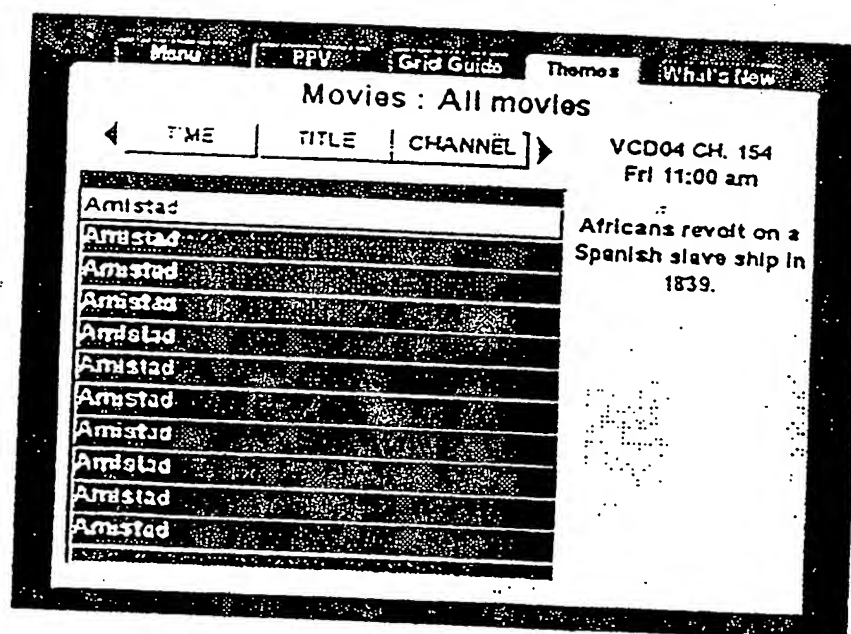 Menu PPV Grid Guide Themes What's New
Movies : All movies
TIME TITLE CHANNEL
VCD04 CH. 154
Fri 11:00 am
Africans revolt on a
Spanish slave ship in
1839.
Amistad
Amistad
Amistad
Amistad
Amistad
Amistad
Amistad
Amistad
Amistad
Amistad
Amistad